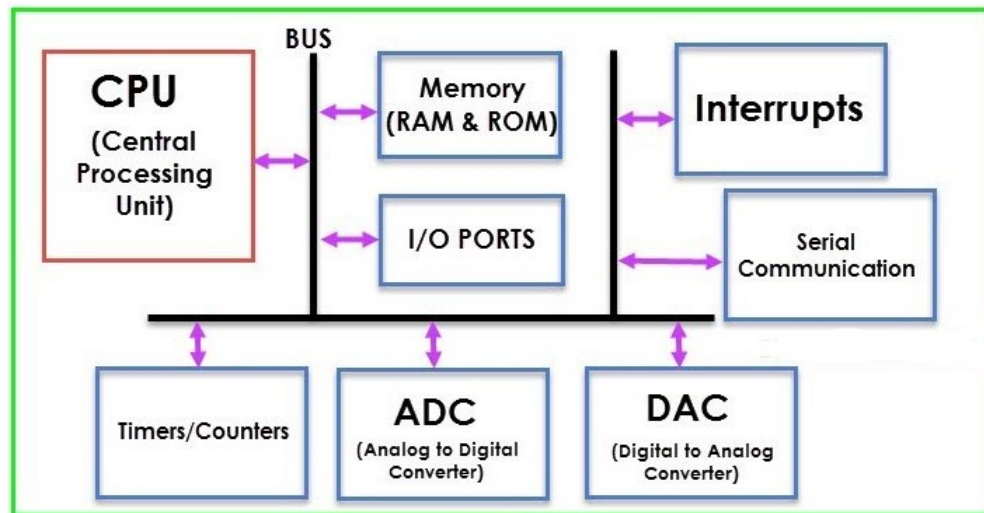 BUS
CPU
(Central
Processing
Unit)
Memory
(RAM & ROM)
Interrupts
I/O PORTS
Serial
Communication
Timers/Counters
ADC
(Analog to Digital
Converter)
DAC
(Digital to Analog
Converter)